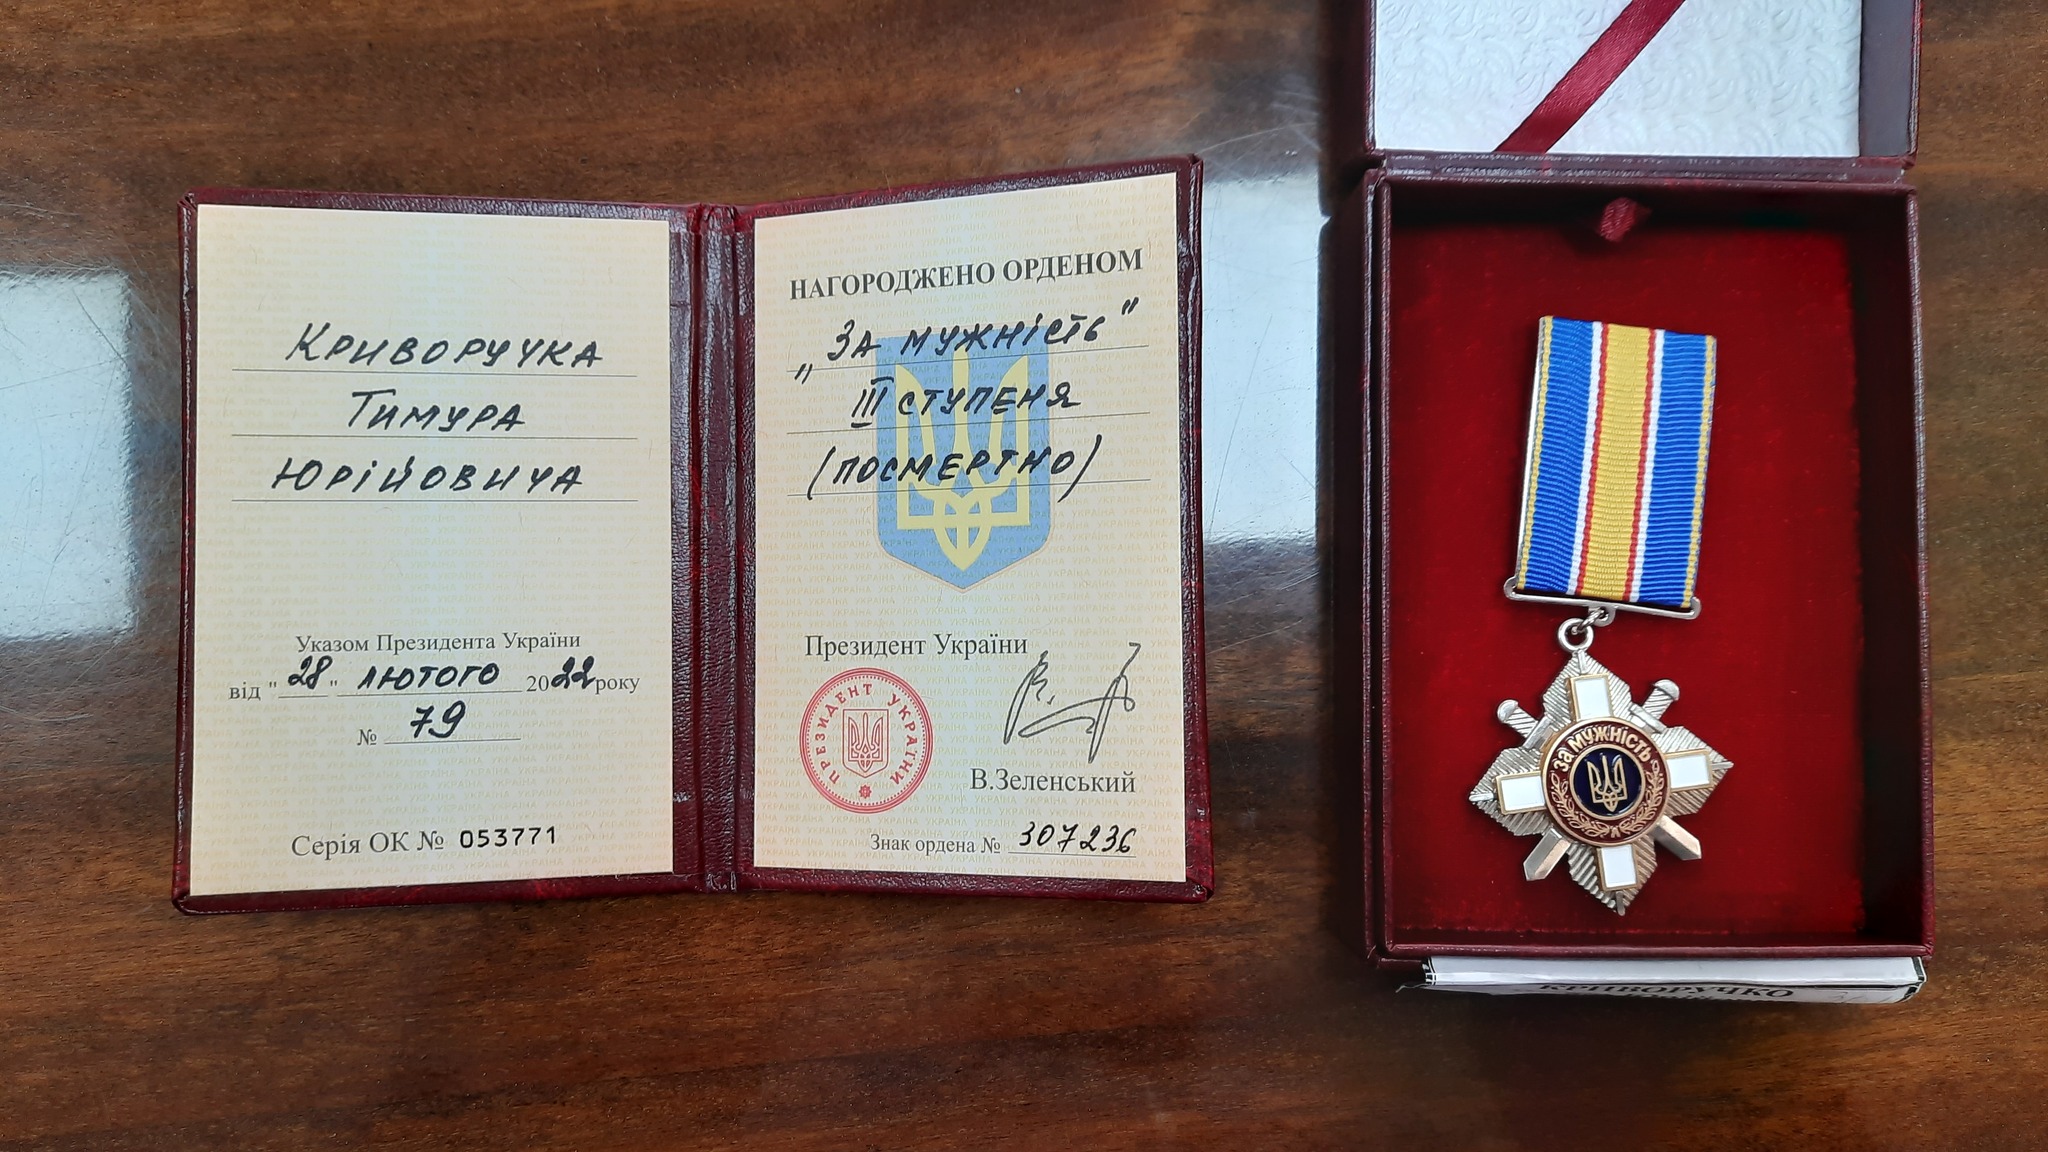 Криворучка
Тимура
Юрійовича
Указом Президента України
від "28" лютого 2022 року
№ 79
Серія ОК № 053771
НАГОРОДЖЕНО ОРДЕНОМ
"За мужність"
III ступеня
(посмертно)
Президент України
ПРЕЗИДЕНТ УКРАЇНИ
В.Зеленський
Знак ордена № 307236
ЗА МУЖНІСТЬ
КРИВОРУЧКО